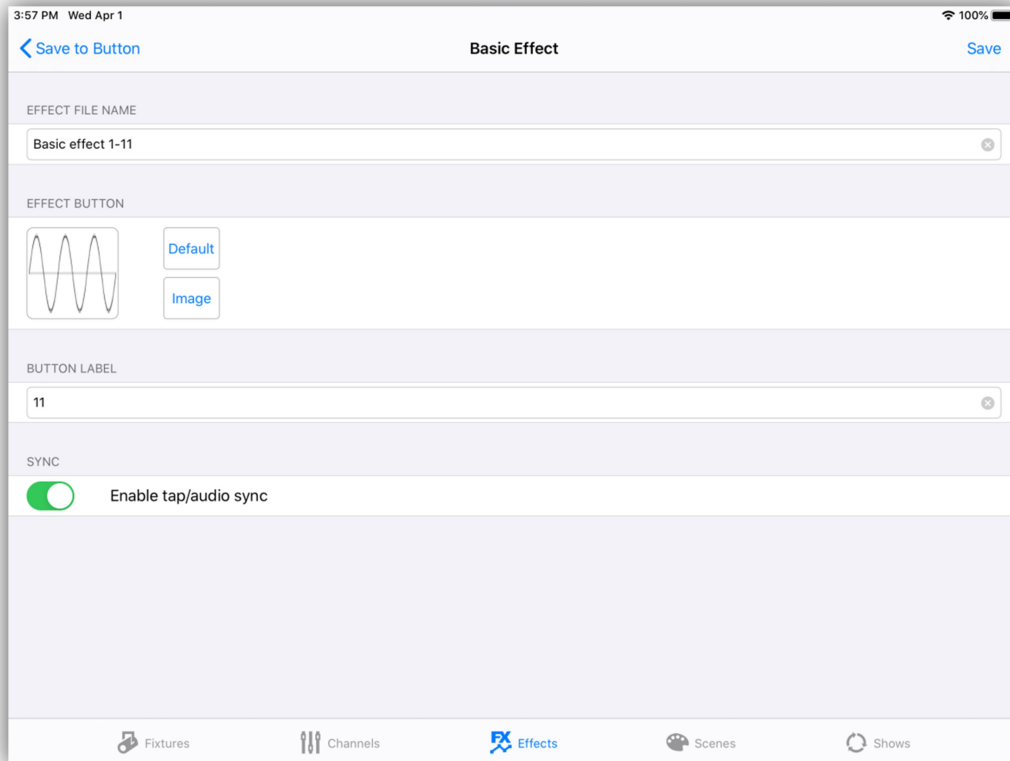 3:57 PM Wed Apr 1 100%
Save to Button Basic Effect Save
EFFECT FILE NAME
Basic effect 1-11
EFFECT BUTTON
Default
Image
BUTTON LABEL
11
SYNC
Enable tap/audio sync
FX
Fixtures Channels Effects Scenes Shows